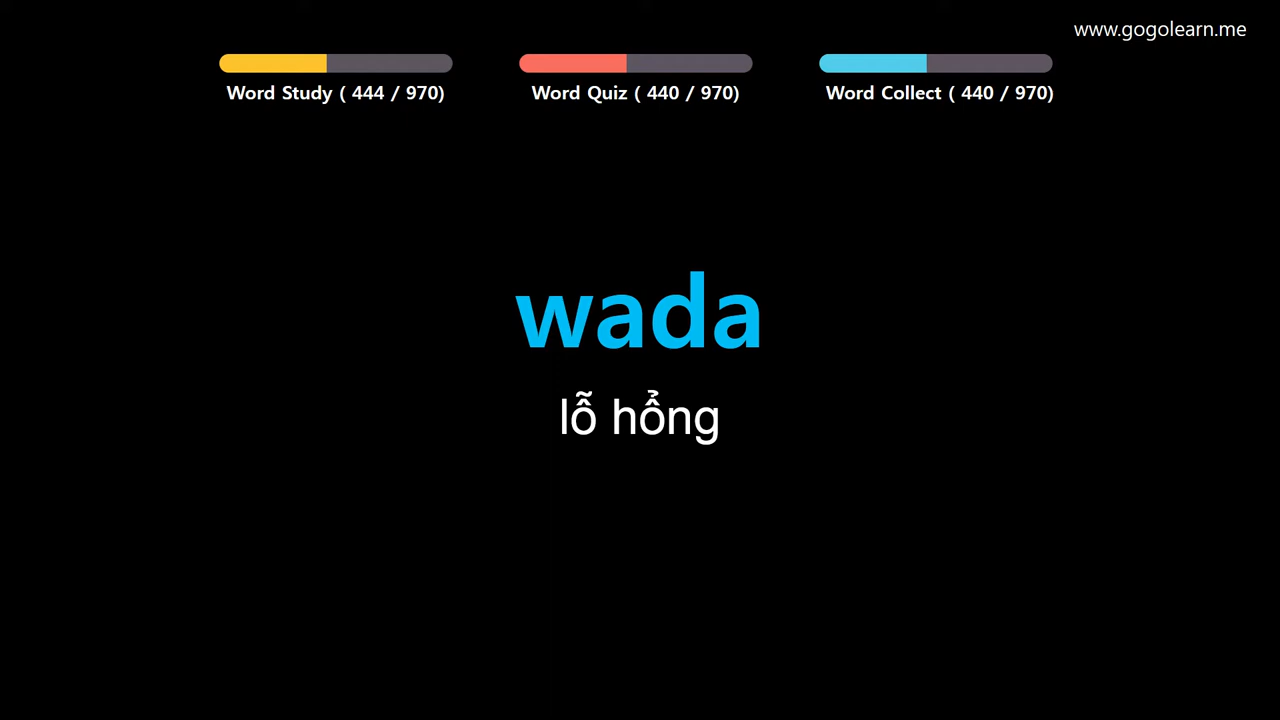 www.gogolearn.me
Word Study ( 444 / 970)
Word Quiz ( 440 / 970)
Word Collect ( 440 / 970)
wada
lỗ hổng